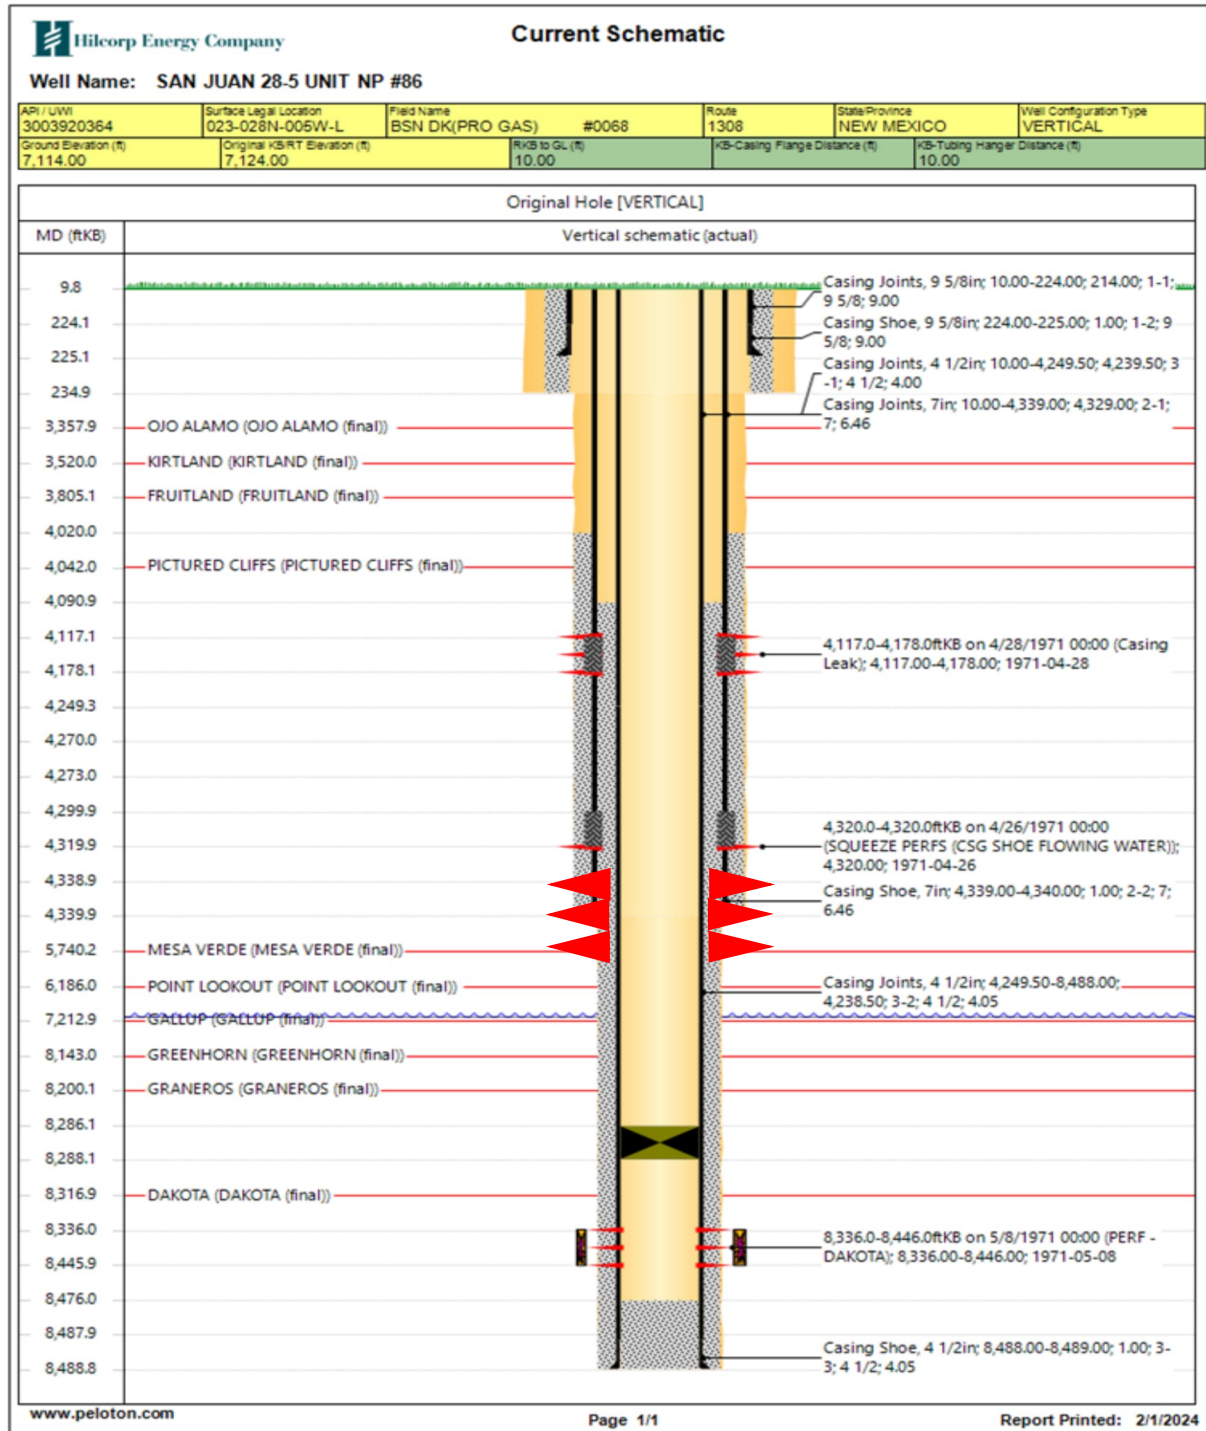 Hilcorp Energy Company
Current Schematic
Well Name: SAN JUAN 28-5 UNIT NP #86
API / UWI
3003920364
Surface Legal Location
023-028N-005W-L
Field Name
BSN DK(PRO GAS) #0068
Route
1308
State/Province
NEW MEXICO
Well Configuration Type
VERTICAL
Ground Elevation (ft)
7,114.00
Original KB/RT Elevation (ft)
7,124.00
RKB to GL (ft)
10.00
KB-Casing Flange Distance (ft)
KB-Tubing Hanger Distance (ft)
10.00
Original Hole [VERTICAL]
MD (ftKB)
Vertical schematic (actual)
9.8
Casing Joints, 9 5/8in; 10.00-224.00; 214.00; 1-1;
9 5/8; 9.00
224.1
Casing Shoe, 9 5/8in; 224.00-225.00; 1.00; 1-2; 9
5/8; 9.00
225.1
Casing Joints, 4 1/2in; 10.00-4,249.50; 4,239.50; 3
-1; 4 1/2; 4.00
234.9
Casing Joints, 7in; 10.00-4,339.00; 4,329.00; 2-1;
7; 6.46
3,357.9
OJO ALAMO (OJO ALAMO (final))
3,520.0
KIRTLAND (KIRTLAND (final))
3,805.1
FRUITLAND (FRUITLAND (final))
4,020.0
4,042.0
PICTURED CLIFFS (PICTURED CLIFFS (final))
4,090.9
4,117.1
4,117.0-4,178.0ftKB on 4/28/1971 00:00 (Casing
Leak); 4,117.00-4,178.00; 1971-04-28
4,178.1
4,249.3
4,270.0
4,273.0
4,299.9
4,319.9
4,320.0-4,320.0ftKB on 4/26/1971 00:00
(SQUEEZE PERFS (CSG SHOE FLOWING WATER));
4,320.00; 1971-04-26
4,338.9
Casing Shoe, 7in; 4,339.00-4,340.00; 1.00; 2-2; 7;
6.46
4,339.9
5,740.2
MESA VERDE (MESA VERDE (final))
6,186.0
POINT LOOKOUT (POINT LOOKOUT (final))
Casing Joints, 4 1/2in; 4,249.50-8,488.00;
4,238.50; 3-2; 4 1/2; 4.05
7,212.9
GALLUP (GALLUP (final))
8,143.0
GREENHORN (GREENHORN (final))
8,200.1
GRANEROS (GRANEROS (final))
8,286.1
8,288.1
8,316.9
DAKOTA (DAKOTA (final))
8,336.0
8,336.0-8,446.0ftKB on 5/8/1971 00:00 (PERF -
DAKOTA); 8,336.00-8,446.00; 1971-05-08
8,445.9
8,476.0
8,487.9
Casing Shoe, 4 1/2in; 8,488.00-8,489.00; 1.00; 3-
3; 4 1/2; 4.05
8,488.8
www.peloton.com
Page 1/1
Report Printed: 2/1/2024